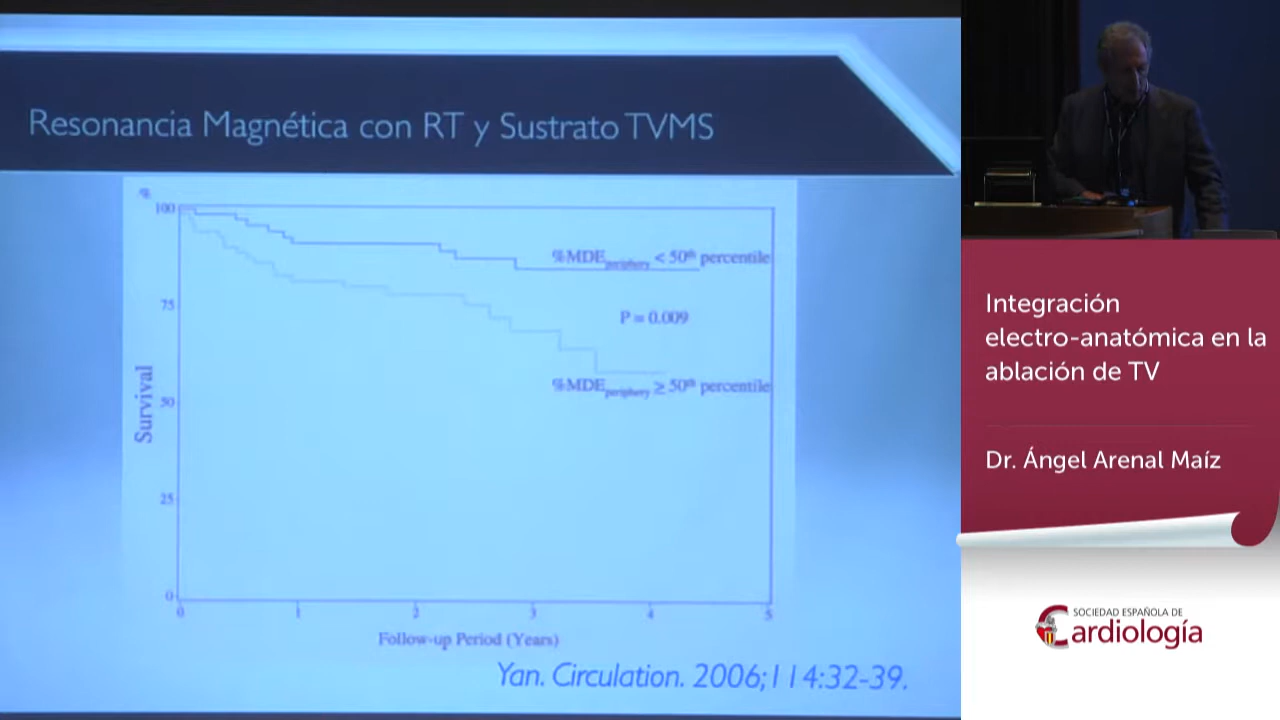 Resonancia Magnética con RT y Sustrato TVMS
%
100
75
50
25
0
Survival
%MDEperiphery < 50th percentile
P = 0.009
%MDEperiphery ≥ 50th percentile
0 1 2 3 4 5
Follow-up Period (Years)
Yan. Circulation. 2006;114:32-39.
Integración
electro-anatómica en la
ablación de TV
Dr. Ángel Arenal Maíz
SOCIEDAD ESPAÑOLA DE
Cardiología